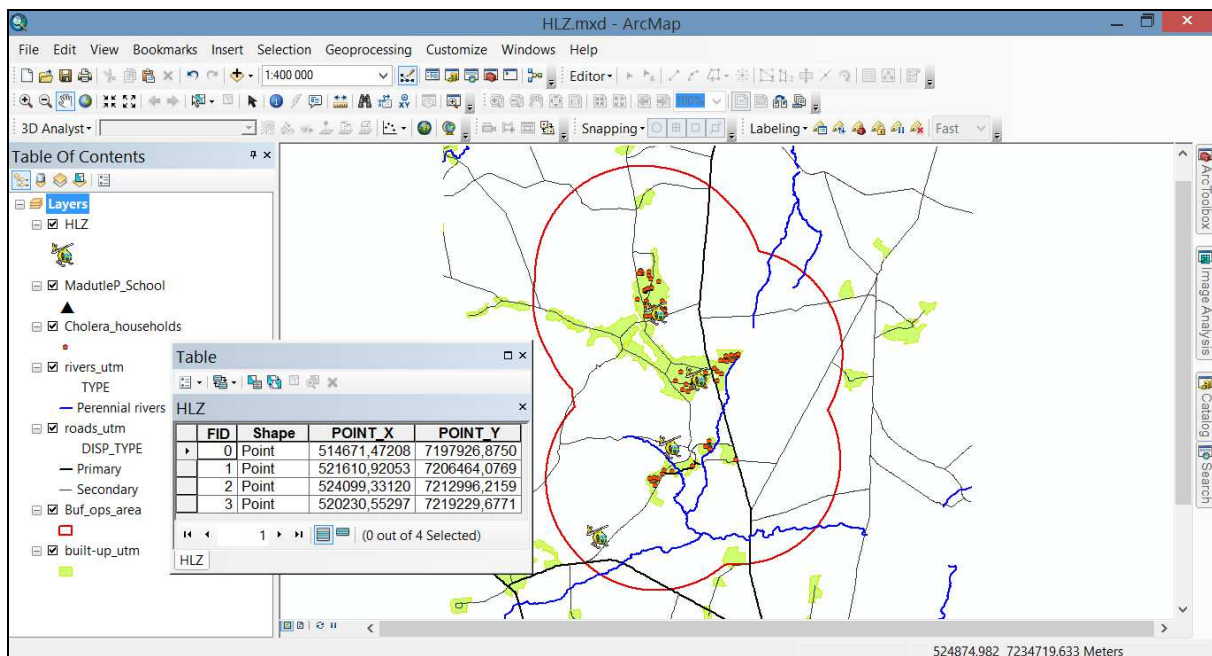 HLZ.mxd - ArcMap
File Edit View Bookmarks Insert Selection Geoprocessing Customize Windows Help
1:400 000
Editor
100%
3D Analyst
Snapping
Labeling
Fast
Table Of Contents
Layers
HLZ
MadutleP_School
Cholera_households
rivers_utm
TYPE
Perennial rivers
roads_utm
DISP_TYPE
Primary
Secondary
Buf_ops_area
built-up_utm
Table
HLZ
FID Shape POINT_X POINT_Y
0 Point 514671,47208 7197926,8750
1 Point 521610,92053 7206464,0769
2 Point 524099,33120 7212996,2159
3 Point 520230,55297 7219229,6771
1 (0 out of 4 Selected)
HLZ
ArcToolbox
Image Analysis
Catalog
Search
524874,982 7234719,633 Meters